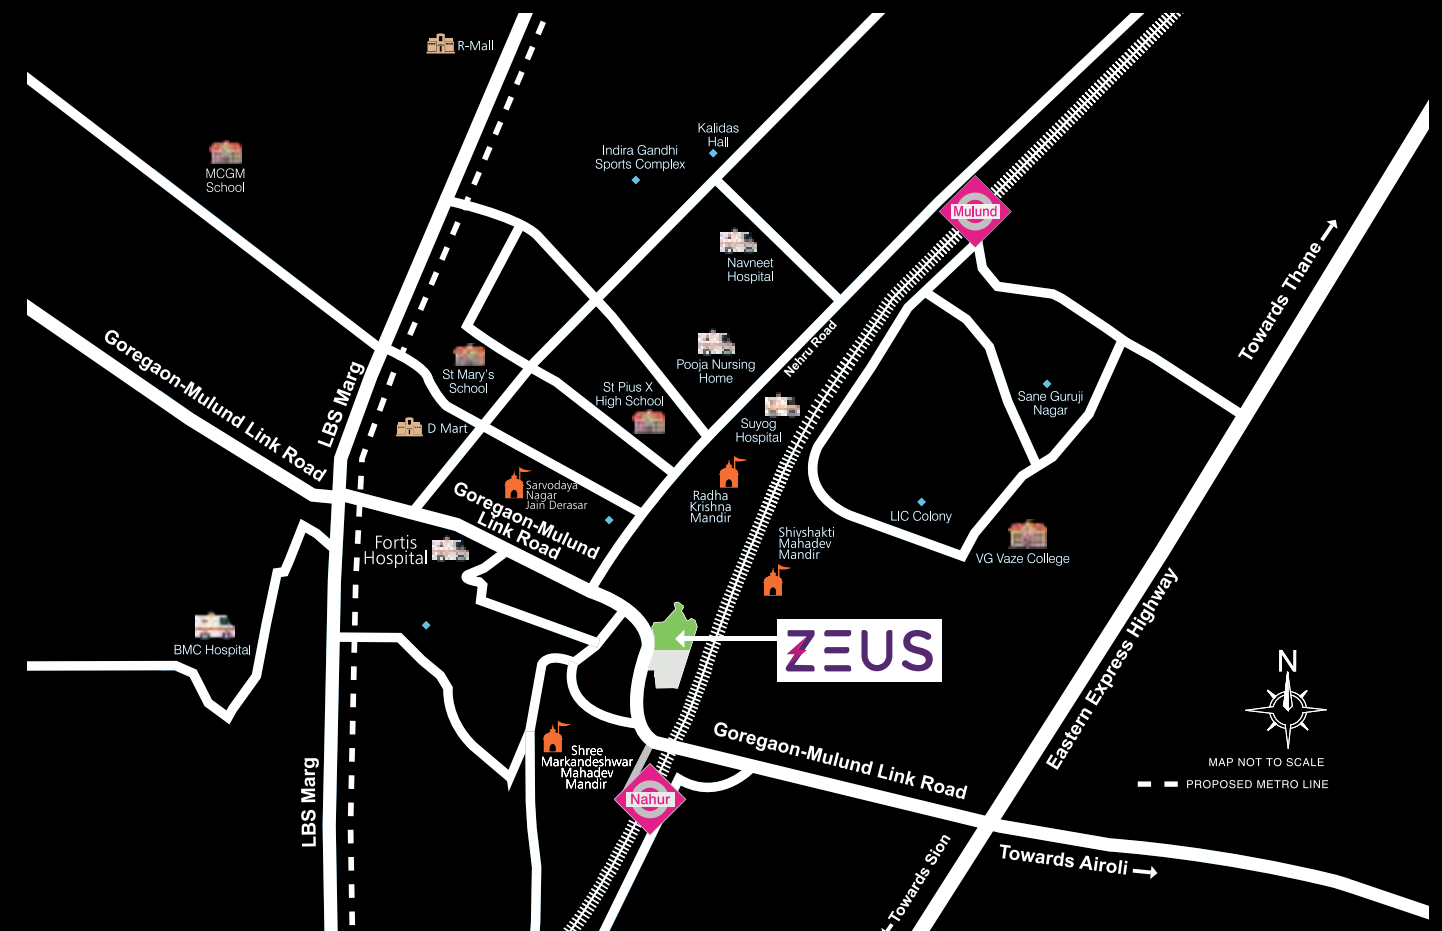 R-Mall
Kalidas
Hall
Indira Gandhi
Sports Complex
MCGM
School
Mulund
Navneet
Hospital
Towards Thane
Goregaon-Mulund Link Road
LBS Marg
St Mary's
School
Pooja Nursing
Home
Nehru Road
St Pius X
High School
Sane Guruji
Nagar
Suyog
Hospital
D Mart
Sarvodaya
Nagar
Jain Derasar
Goregaon-Mulund
Link Road
Radha
Krishna
Mandir
LIC Colony
Shivshakti
Mahadev
Mandir
VG Vaze College
Fortis
Hospital
BMC Hospital
ZEUS
Eastern Express Highway
N
MAP NOT TO SCALE
PROPOSED METRO LINE
Shree
Markandeshwar
Mahadev
Mandir
Goregaon-Mulund Link Road
Nahur
LBS Marg
Towards Sion
Towards Airoli